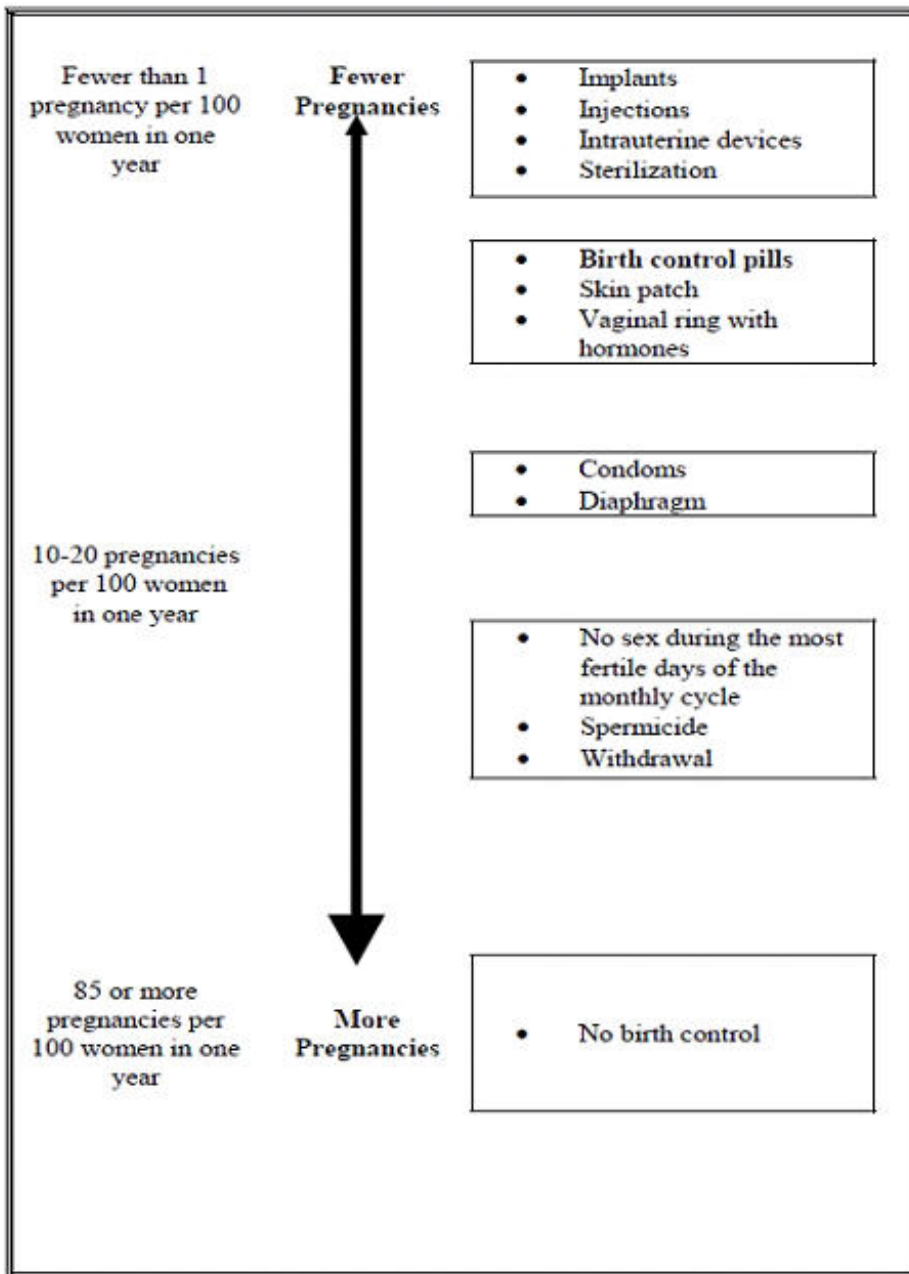 Fewer than 1
pregnancy per 100
women in one
year
Fewer
Pregnancies
• Implants
• Injections
• Intrauterine devices
• Sterilization
• Birth control pills
• Skin patch
• Vaginal ring with
hormones
• Condoms
• Diaphragm
10-20 pregnancies
per 100 women
in one year
• No sex during the most
fertile days of the
monthly cycle
• Spermicide
• Withdrawal
85 or more
pregnancies per
100 women in one
year
More
Pregnancies
• No birth control